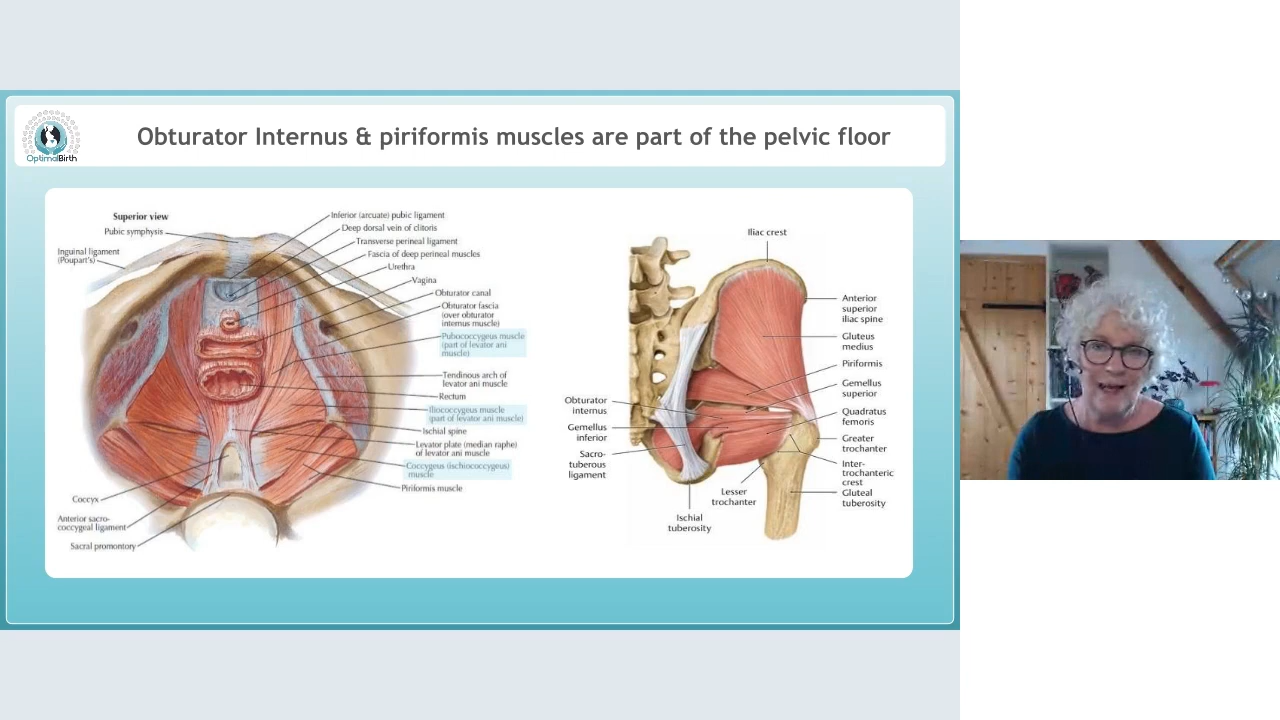 Obturator Internus & piriformis muscles are part of the pelvic floor
OptimalBirth
Superior view
Pubic symphysis
Inguinal ligament
(Poupart's)
Inferior (arcuate) pubic ligament
Deep dorsal vein of clitoris
Transverse perineal ligament
Fascia of deep perineal muscles
Urethra
Vagina
Obturator canal
Obturator fascia
(over obturator
internus muscle)
Pubococcygeus muscle
(part of levator ani
muscle)
Tendinous arch of
levator ani muscle
Rectum
Iliococcygeus muscle
(part of levator ani muscle)
Ischial spine
Levator plate (median raphe)
of levator ani muscle
Coccygeus (ischiococcygeus)
muscle
Piriformis muscle
Coccyx
Anterior sacro-
coccygeal ligament
Sacral promontory
Iliac crest
Anterior
superior
iliac spine
Gluteus
medius
Piriformis
Gemellus
superior
Quadratus
femoris
Greater
trochanter
Inter-
trochanteric
crest
Gluteal
tuberosity
Obturator
internus
Gemellus
inferior
Sacro-
tuberous
ligament
Lesser
trochanter
Ischial
tuberosity